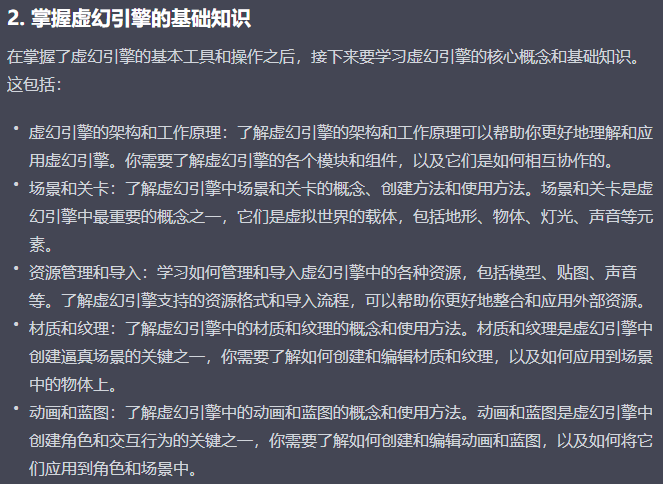 2. 掌握虚幻引擎的基础知识
在掌握了虚幻引擎的基本工具和操作之后，接下来要学习虚幻引擎的核心概念和基础知识。
这包括：
• 虚幻引擎的架构和工作原理：了解虚幻引擎的架构和工作原理可以帮助你更好地理解和应
用虚幻引擎。你需要了解虚幻引擎的各个模块和组件，以及它们是如何相互协作的。
• 场景和关卡：了解虚幻引擎中场景和关卡的概念、创建方法和使用方法。场景和关卡是虚
幻引擎中最重要的概念之一，它们是虚拟世界的载体，包括地形、物体、灯光、声音等元
素。
• 资源管理和导入：学习如何管理和导入虚幻引擎中的各种资源，包括模型、贴图、声音
等。了解虚幻引擎支持的资源格式和导入流程，可以帮助你更好地整合和应用外部资源。
• 材质和纹理：了解虚幻引擎中的材质和纹理的概念和使用方法。材质和纹理是虚幻引擎中
创建逼真场景的关键之一，你需要了解如何创建和编辑材质和纹理，以及如何应用到场景
中的物体上。
• 动画和蓝图：了解虚幻引擎中的动画和蓝图的概念和使用方法。动画和蓝图是虚幻引擎中
创建角色和交互行为的关键之一，你需要了解如何创建和编辑动画和蓝图，以及如何将它
们应用到角色和场景中。